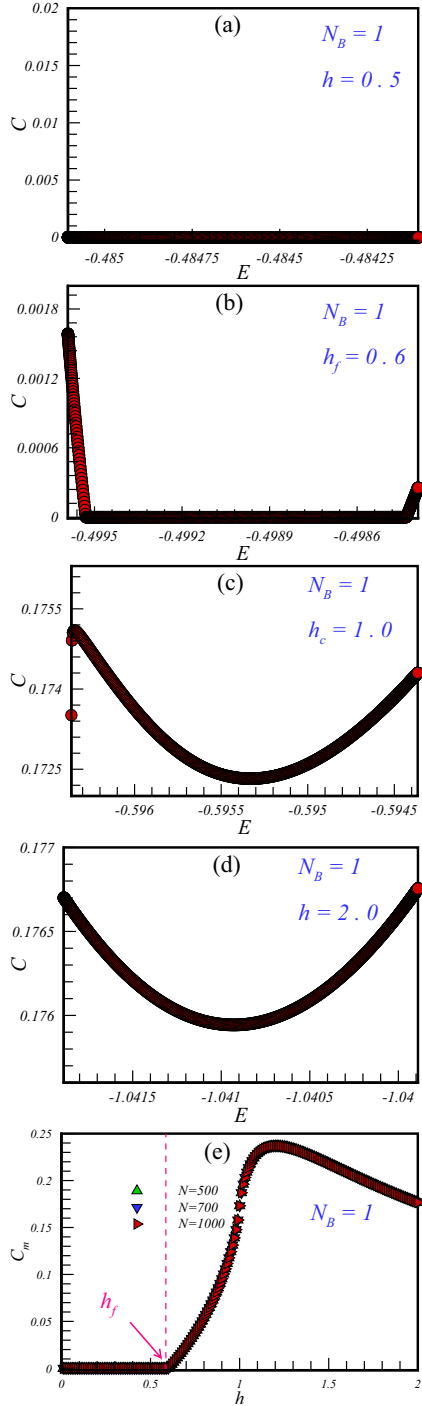 (a)
N_B = 1
h = 0 . 5
0.02
0.015
0.01
0.005
0
C
-0.485
-0.48475
-0.4845
-0.48425
E
(b)
N_B = 1
h_f = 0 . 6
0.0018
0.0012
0.0006
0
C
-0.4995
-0.4992
-0.4989
-0.4986
E
(c)
N_B = 1
h_c = 1 . 0
0.1755
0.174
0.1725
C
-0.596
-0.5955
-0.595
-0.5945
E
(d)
N_B = 1
h = 2 . 0
0.177
0.1765
0.176
C
-1.0415
-1.041
-1.0405
-1.04
E
(e)
N=500
N=700
N=1000
N_B = 1
h_f
0.25
0.2
0.15
0.1
0.05
0
C_m
0
0.5
1
1.5
2
h